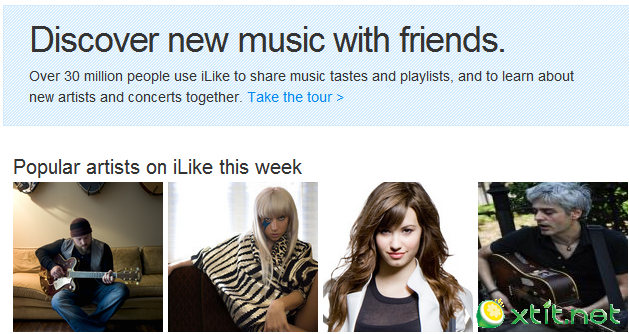 Discover new music with friends.
Over 30 million people use iLike to share music tastes and playlists, and to learn about
new artists and concerts together. Take the tour >
Popular artists on iLike this week
xtit.net